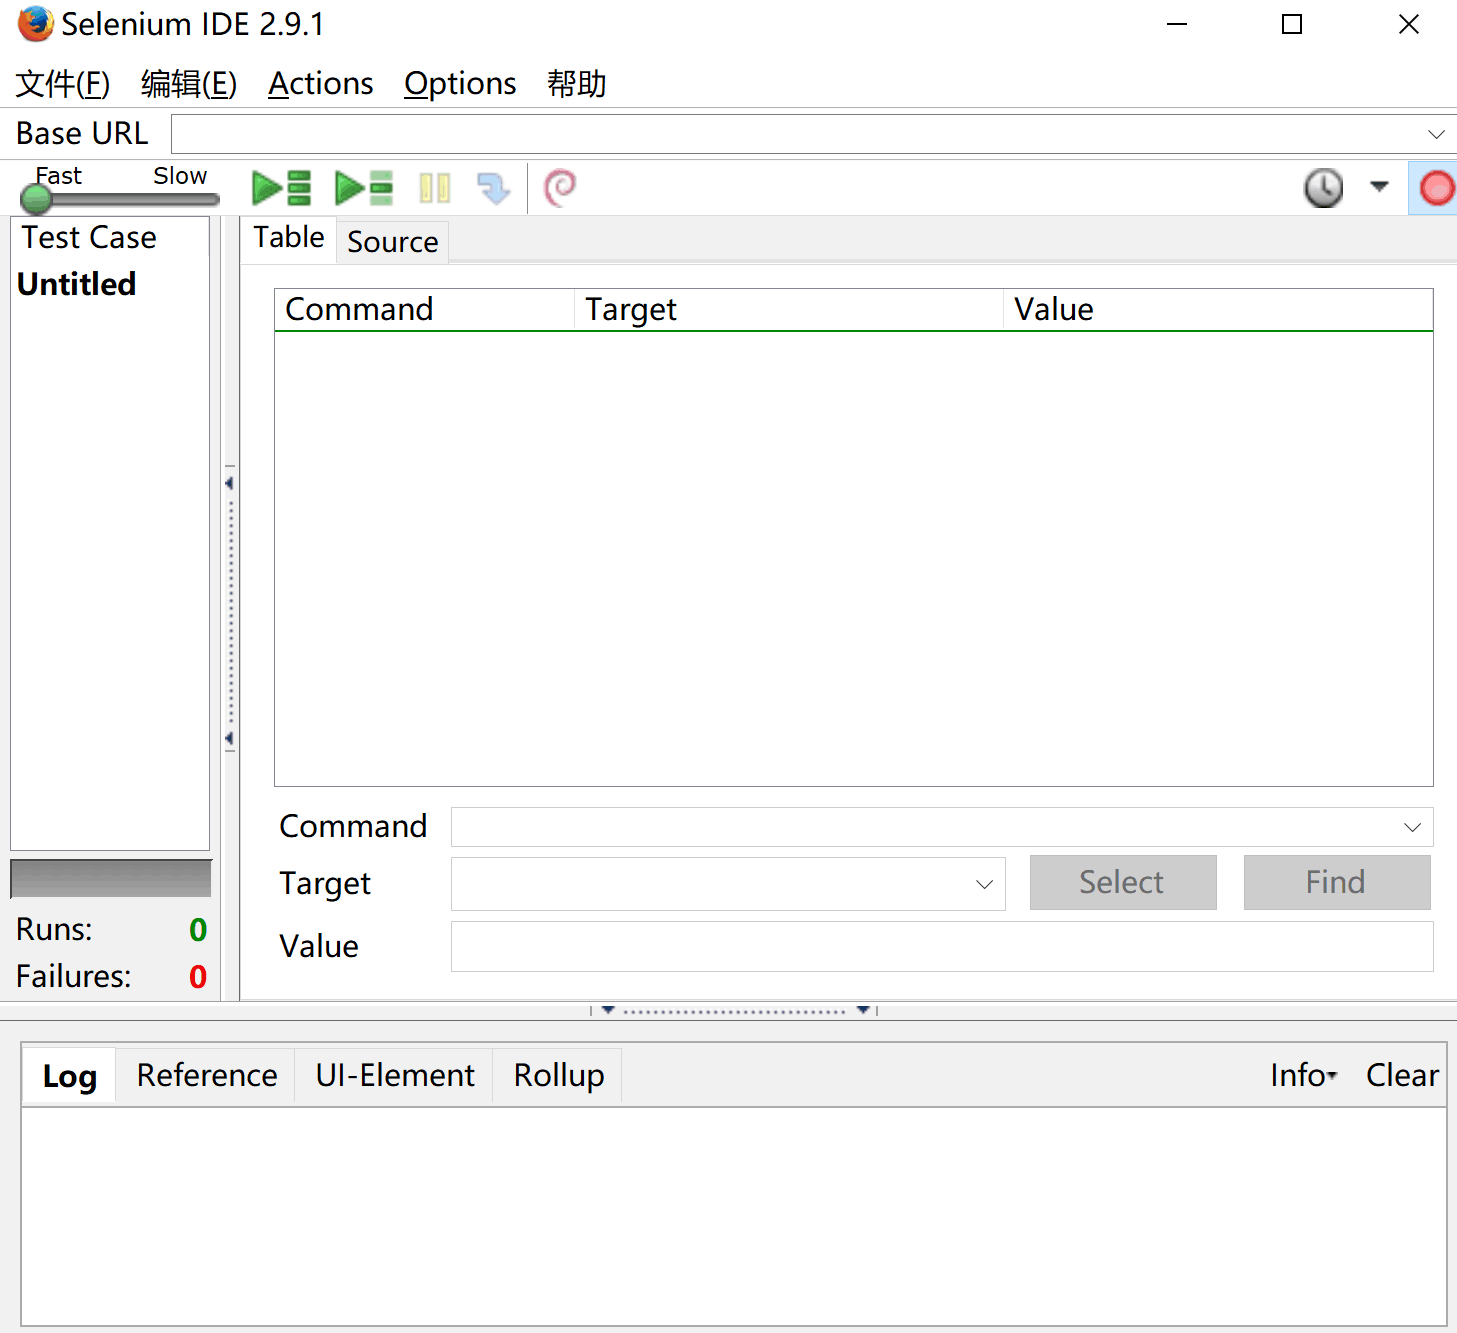 Selenium IDE 2.9.1
文件(F) 编辑(E) Actions Options 帮助
Base URL
Fast Slow
Test Case
Untitled
Table Source
Command Target Value
Command
Target Select Find
Value
Runs: 0
Failures: 0
Log Reference UI-Element Rollup Info Clear